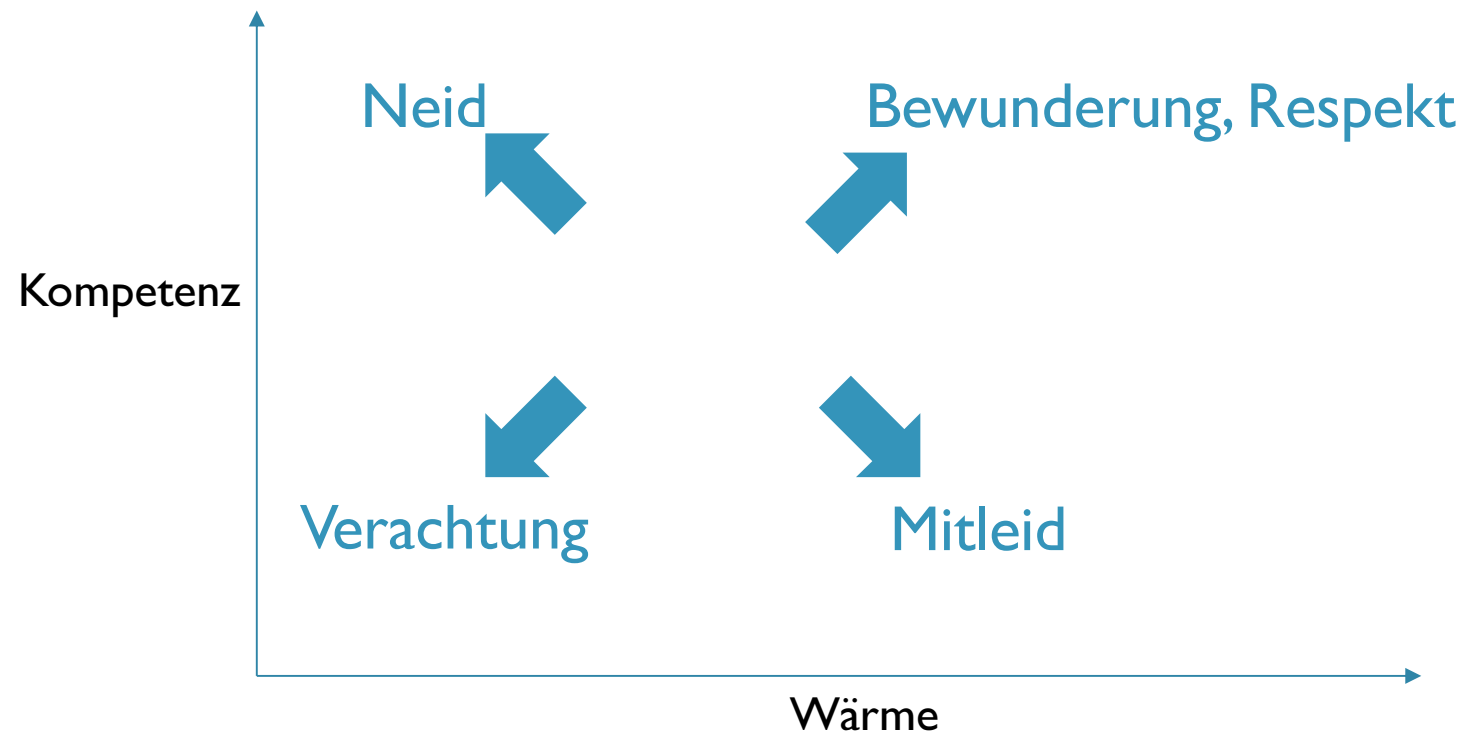 Neid
Bewunderung, Respekt
Kompetenz
Verachtung
Mitleid
Wärme